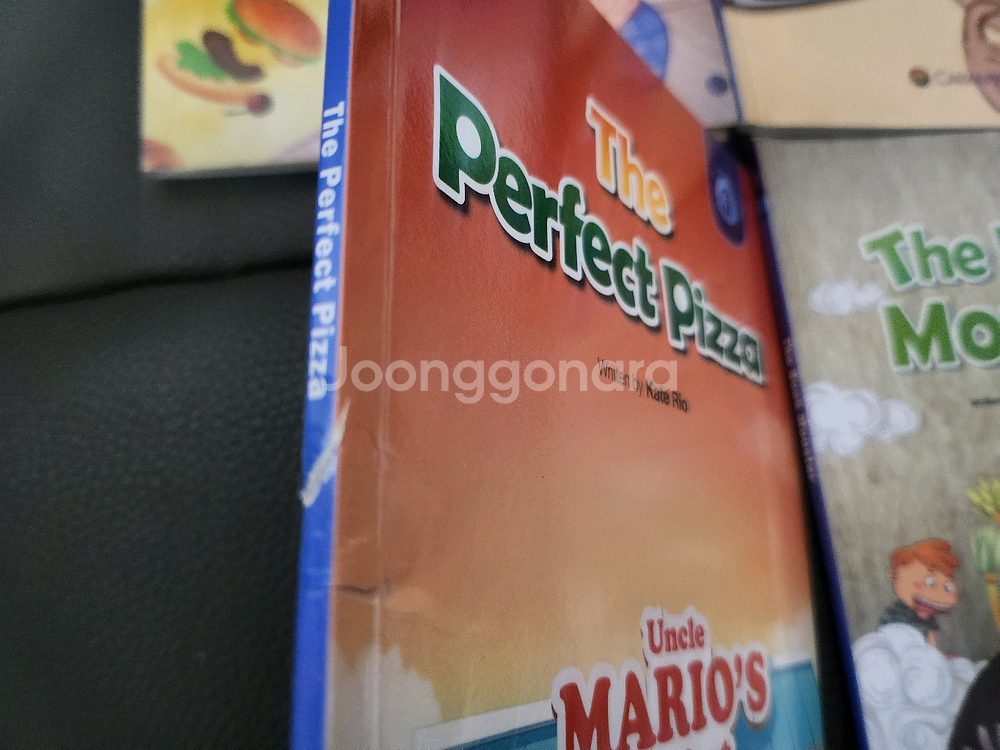 The Perfect Pizza
The
Perfect Pizza
Written by Kate Rio
Uncle
MARIO'S
The
Mo
Joonggonara